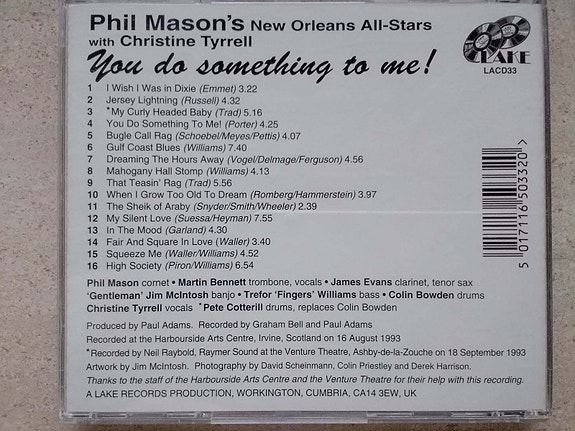 Phil Mason's New Orleans All-Stars
with Christine Tyrrell
You do something to me!
LAKE
LACD33
1 I Wish I Was in Dixie (Emmet) 3.22
2 Jersey Lightning (Russell) 4.32
3 *My Curly Headed Baby (Trad) 5.16
4 You Do Something To Me! (Porter) 4.25
5 Bugle Call Rag (Schoebel/Meyes/Pettis) 4.07
6 Gulf Coast Blues (Williams) 7.40
7 Dreaming The Hours Away (Vogel/Delmage/Ferguson) 4.56
8 Mahogany Hall Stomp (Williams) 4.13
9 That Teasin' Rag (Trad) 5.56
10 When I Grow Too Old To Dream (Romberg/Hammerstein) 3.97
11 The Sheik of Araby (Snyder/Smith/Wheeler) 2.39
12 My Silent Love (Suessa/Heyman) 7.55
13 In The Mood (Garland) 4.30
14 Fair And Square In Love (Waller) 3.40
15 Squeeze Me (Waller/Williams) 4.52
16 High Society (Piron/Williams) 6.54
5 017116 503320 >
Phil Mason cornet • Martin Bennett trombone, vocals • James Evans clarinet, tenor sax
'Gentleman' Jim McIntosh banjo • Trefor 'Fingers' Williams bass • Colin Bowden drums
Christine Tyrrell vocals *Pete Cotterill drums, replaces Colin Bowden
Produced by Paul Adams. Recorded by Graham Bell and Paul Adams
Recorded at the Harbourside Arts Centre, Irvine, Scotland on 16 August 1993
*Recorded by Neil Raybold, Raymer Sound at the Venture Theatre, Ashby-de-la-Zouche on 18 September 1993
Artwork by Jim McIntosh. Photography by David Scheinmann, Colin Priestley and Derek Harrison.
Thanks to the staff of the Harbourside Arts Centre and the Venture Theatre for their help with this recording.
A LAKE RECORDS PRODUCTION, WORKINGTON, CUMBRIA, CA14 3EW, UK